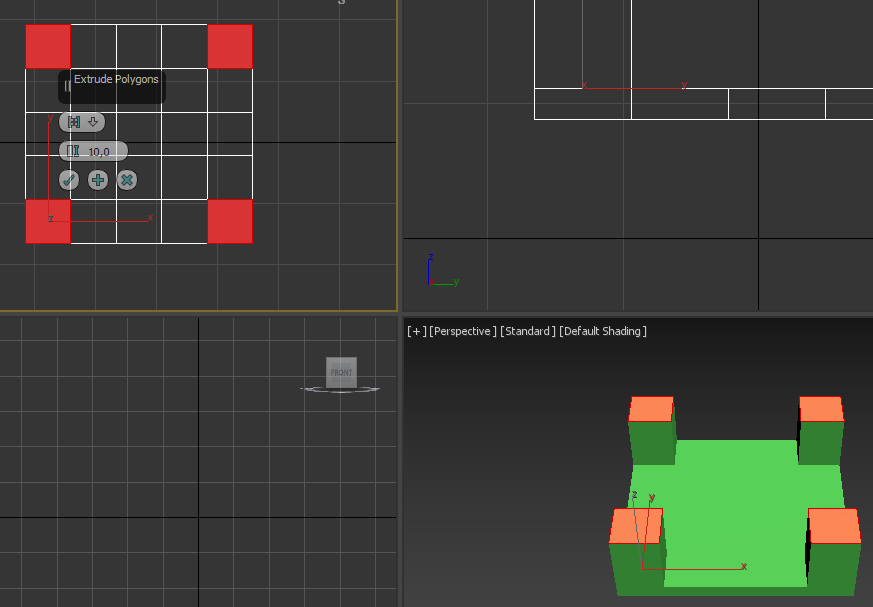 Extrude Polygons
10,0
y
z
x
x
y
z
y
[+] [Perspective ] [Standard ] [Default Shading ]
FRONT
z
y
x